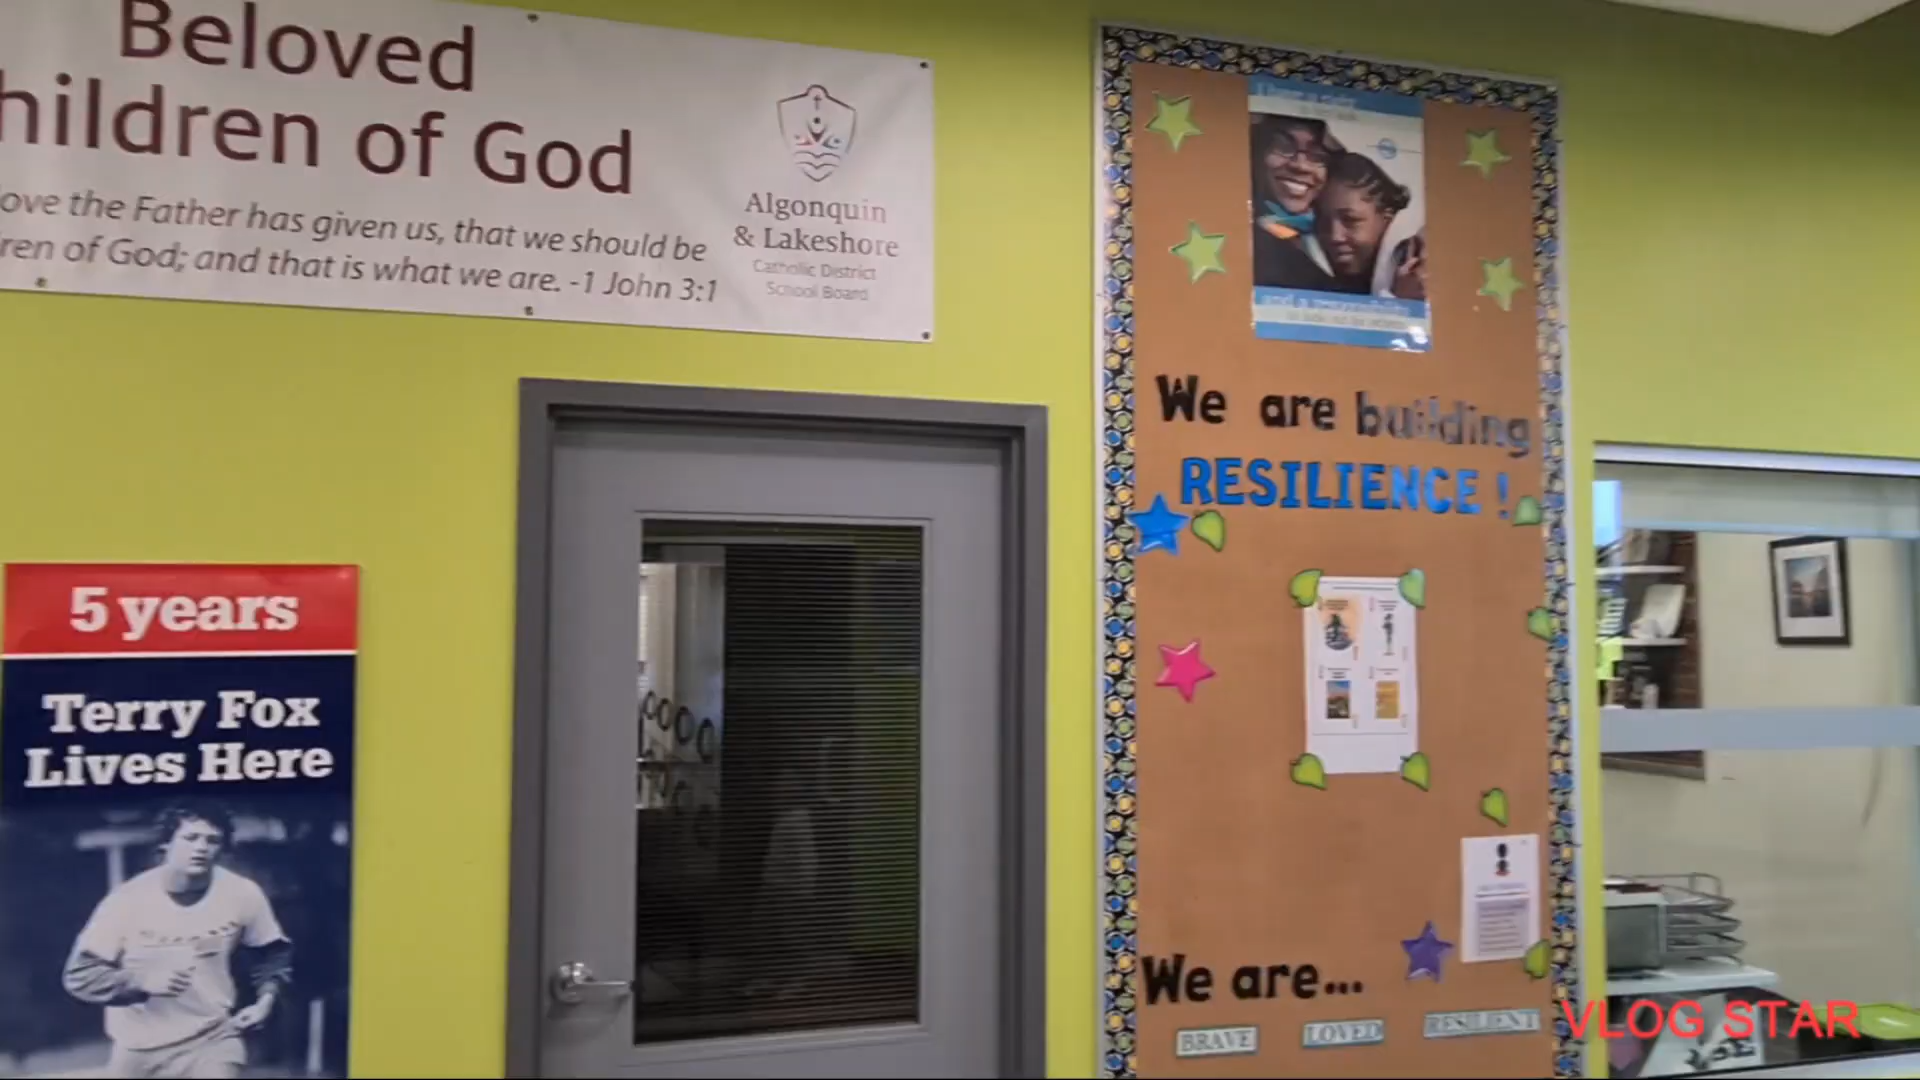 Beloved
hildren of God
ove the Father has given us, that we should be
ren of God; and that is what we are. -1 John 3:1
Algonquin
& Lakeshore
Catholic District
School Board
5 years
Terry Fox
Lives Here
We are building
RESILIENCE!
We are...
BRAVE
LOVED
RESILIENT
VLOG STAR